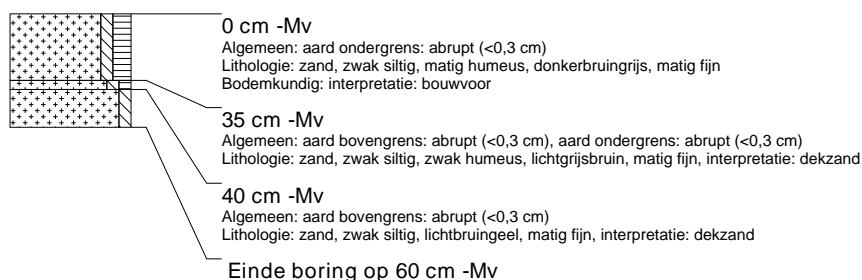 0 cm -Mv
Algemeen: aard ondergrens: abrupt (<0,3 cm)
Lithologie: zand, zwak siltig, matig humeus, donkerbruingrijs, matig fijn
Bodemkundig: interpretatie: bouwvoor
35 cm -Mv
Algemeen: aard bovengrens: abrupt (<0,3 cm), aard ondergrens: abrupt (<0,3 cm)
Lithologie: zand, zwak siltig, zwak humeus, lichtgrijsbruin, matig fijn, interpretatie: dekzand
40 cm -Mv
Algemeen: aard bovengrens: abrupt (<0,3 cm)
Lithologie: zand, zwak siltig, lichtbruingeel, matig fijn, interpretatie: dekzand
Einde boring op 60 cm -Mv